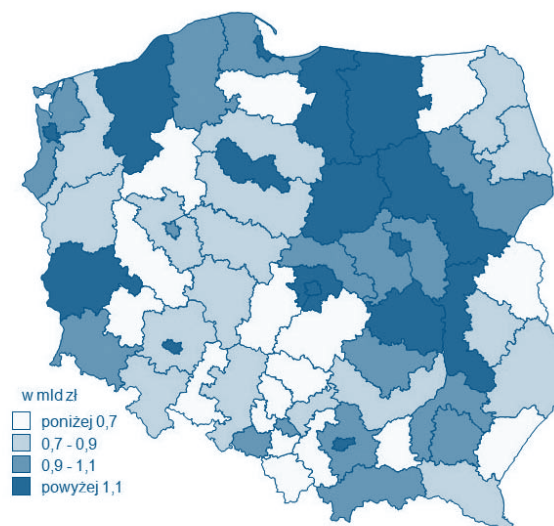 w mld zł
poniżej 0,7
0,7 - 0,9
0,9 - 1,1
powyżej 1,1